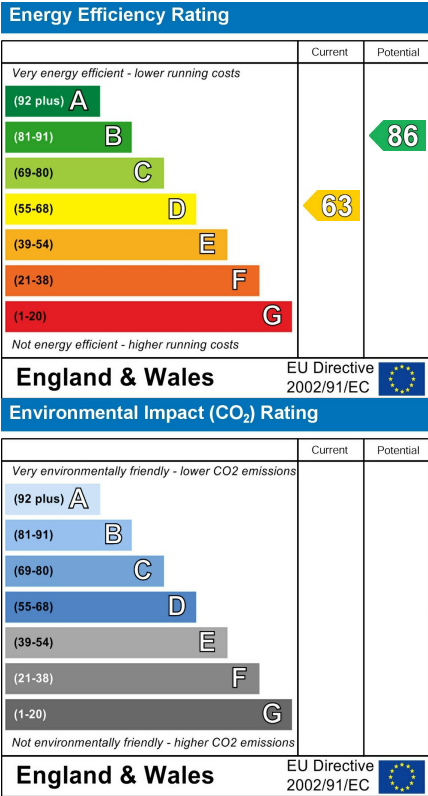 Energy Efficiency Rating
Current Potential
Very energy efficient - lower running costs
(92 plus) A
(81-91) B
86
(69-80) C
(55-68) D
63
(39-54) E
(21-38) F
(1-20) G
Not energy efficient - higher running costs
England & Wales
EU Directive
2002/91/EC
Environmental Impact (CO₂) Rating
Current Potential
Very environmentally friendly - lower CO2 emissions
(92 plus) A
(81-91) B
(69-80) C
(55-68) D
(39-54) E
(21-38) F
(1-20) G
Not environmentally friendly - higher CO2 emissions
England & Wales
EU Directive
2002/91/EC